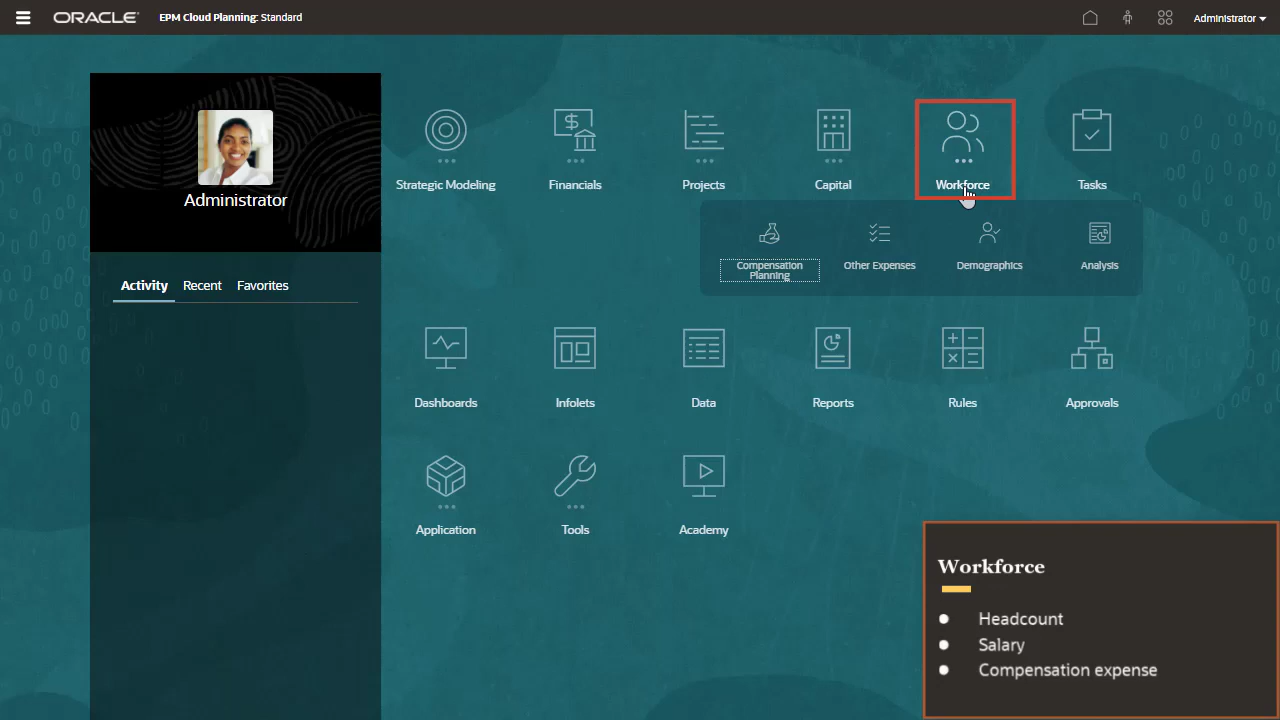 ORACLE EPM Cloud Planning: Standard Administrator
Administrator
Activity Recent Favorites
Strategic Modeling Financials Projects Capital Workforce Tasks
Compensation Planning Other Expenses Demographics Analysis
Dashboards Infolets Data Reports Rules Approvals
Application Tools Academy
Workforce
Headcount
Salary
Compensation expense